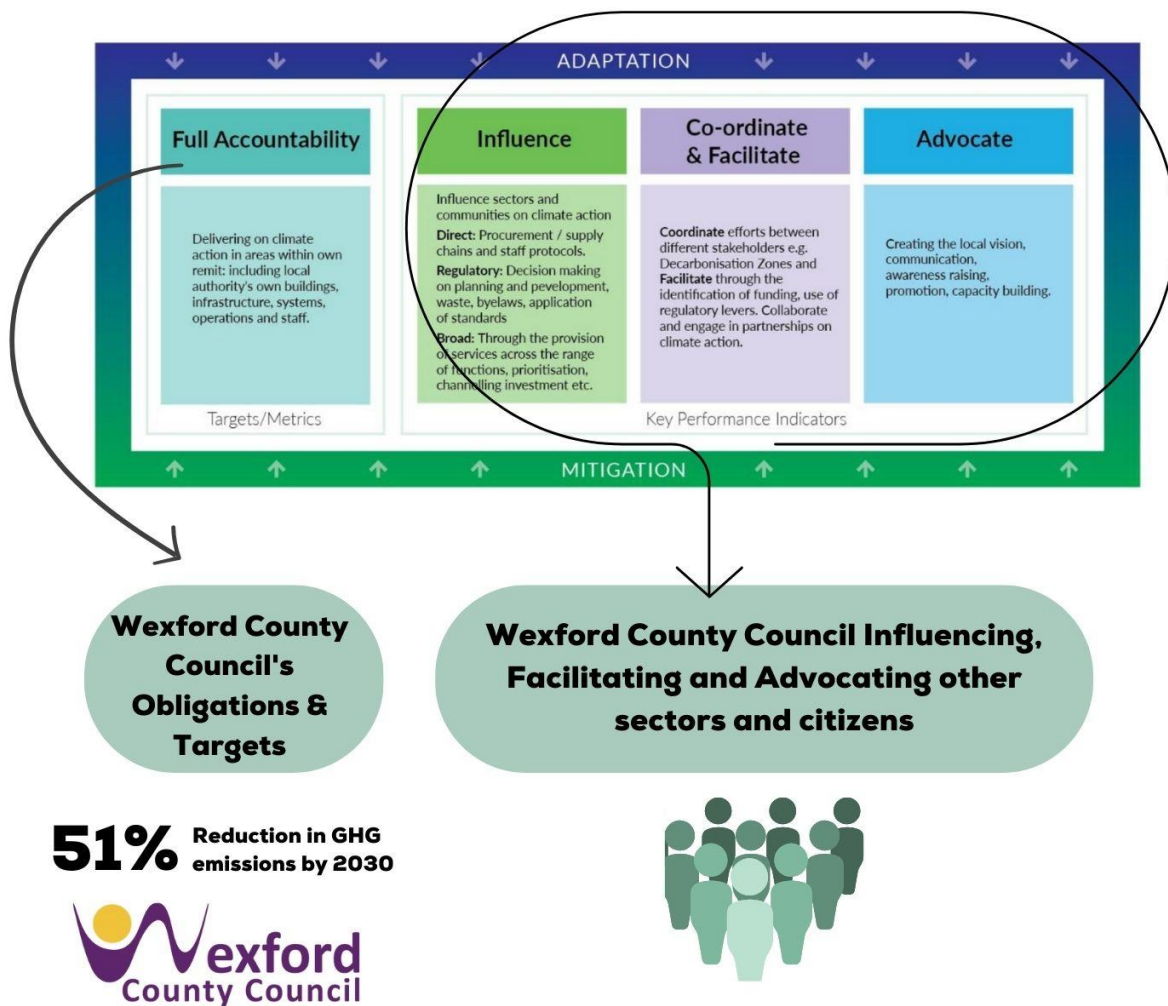 ADAPTATION
Full Accountability
Delivering on climate
action in areas within own
remit: including local
authority's own buildings,
infrastructure, systems,
operations and staff.
Targets/Metrics
Influence
Influence sectors and
communities on climate action
Direct: Procurement / supply
chains and staff protocols.
Regulatory: Decision making
on planning and pevelopment,
waste, byelaws, application
of standards
Broad: Through the provision
of services across the range
of functions, prioritisation,
channelling investment etc.
Co-ordinate
& Facilitate
Coordinate efforts between
different stakeholders e.g.
Decarbonisation Zones and
Facilitate through the
identification of funding, use of
regulatory levers. Collaborate
and engage in partnerships on
climate action.
Advocate
Creating the local vision,
communication,
awareness raising,
promotion, capacity building.
Key Performance Indicators
MITIGATION
Wexford County
Council's
Obligations &
Targets
Wexford County Council Influencing,
Facilitating and Advocating other
sectors and citizens
51%
Reduction in GHG
emissions by 2030
Wexford
County Council